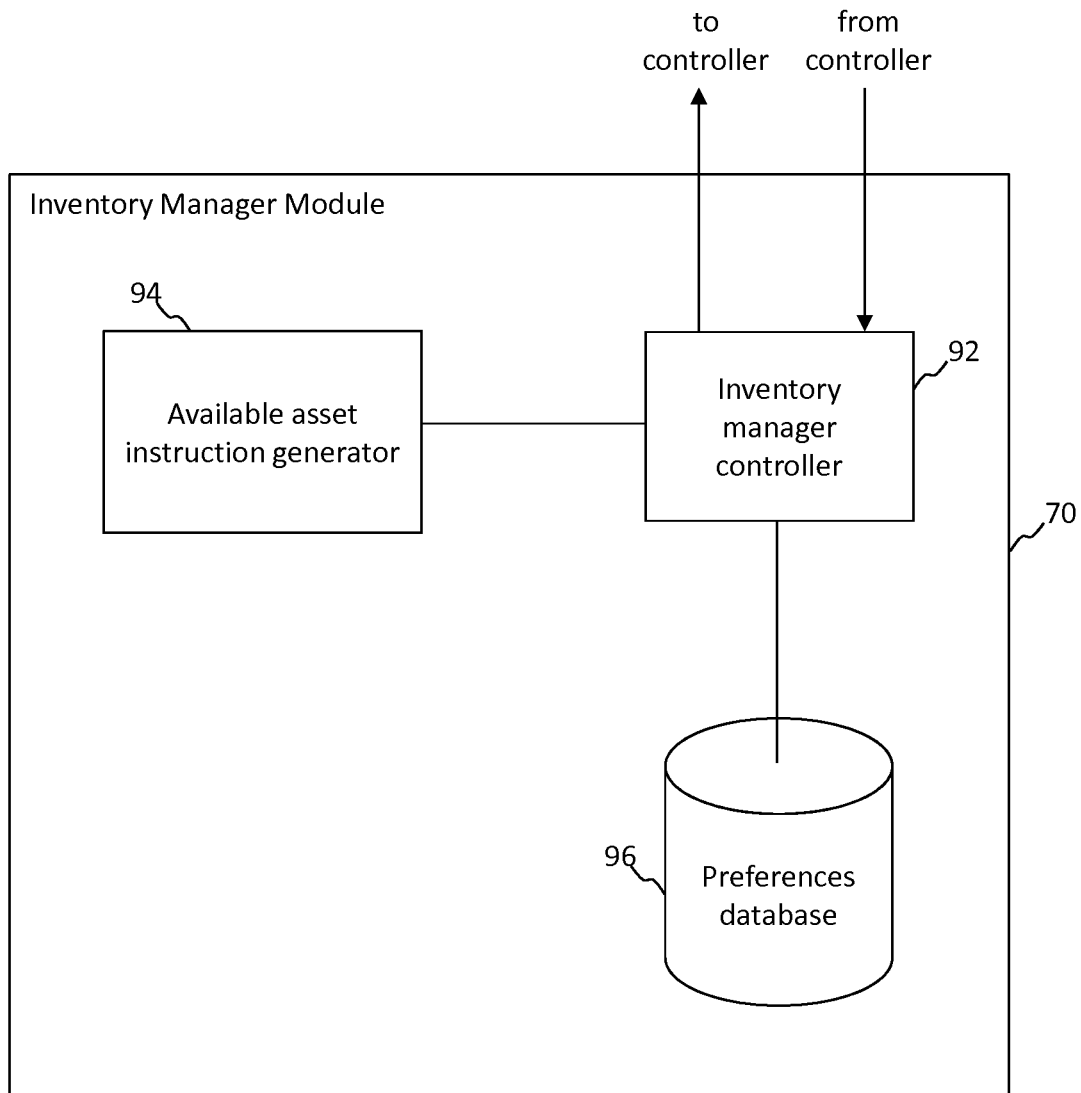 to
controller
from
controller
Inventory Manager Module
94
Available asset
instruction generator
92
Inventory
manager
controller
70
96
Preferences
database